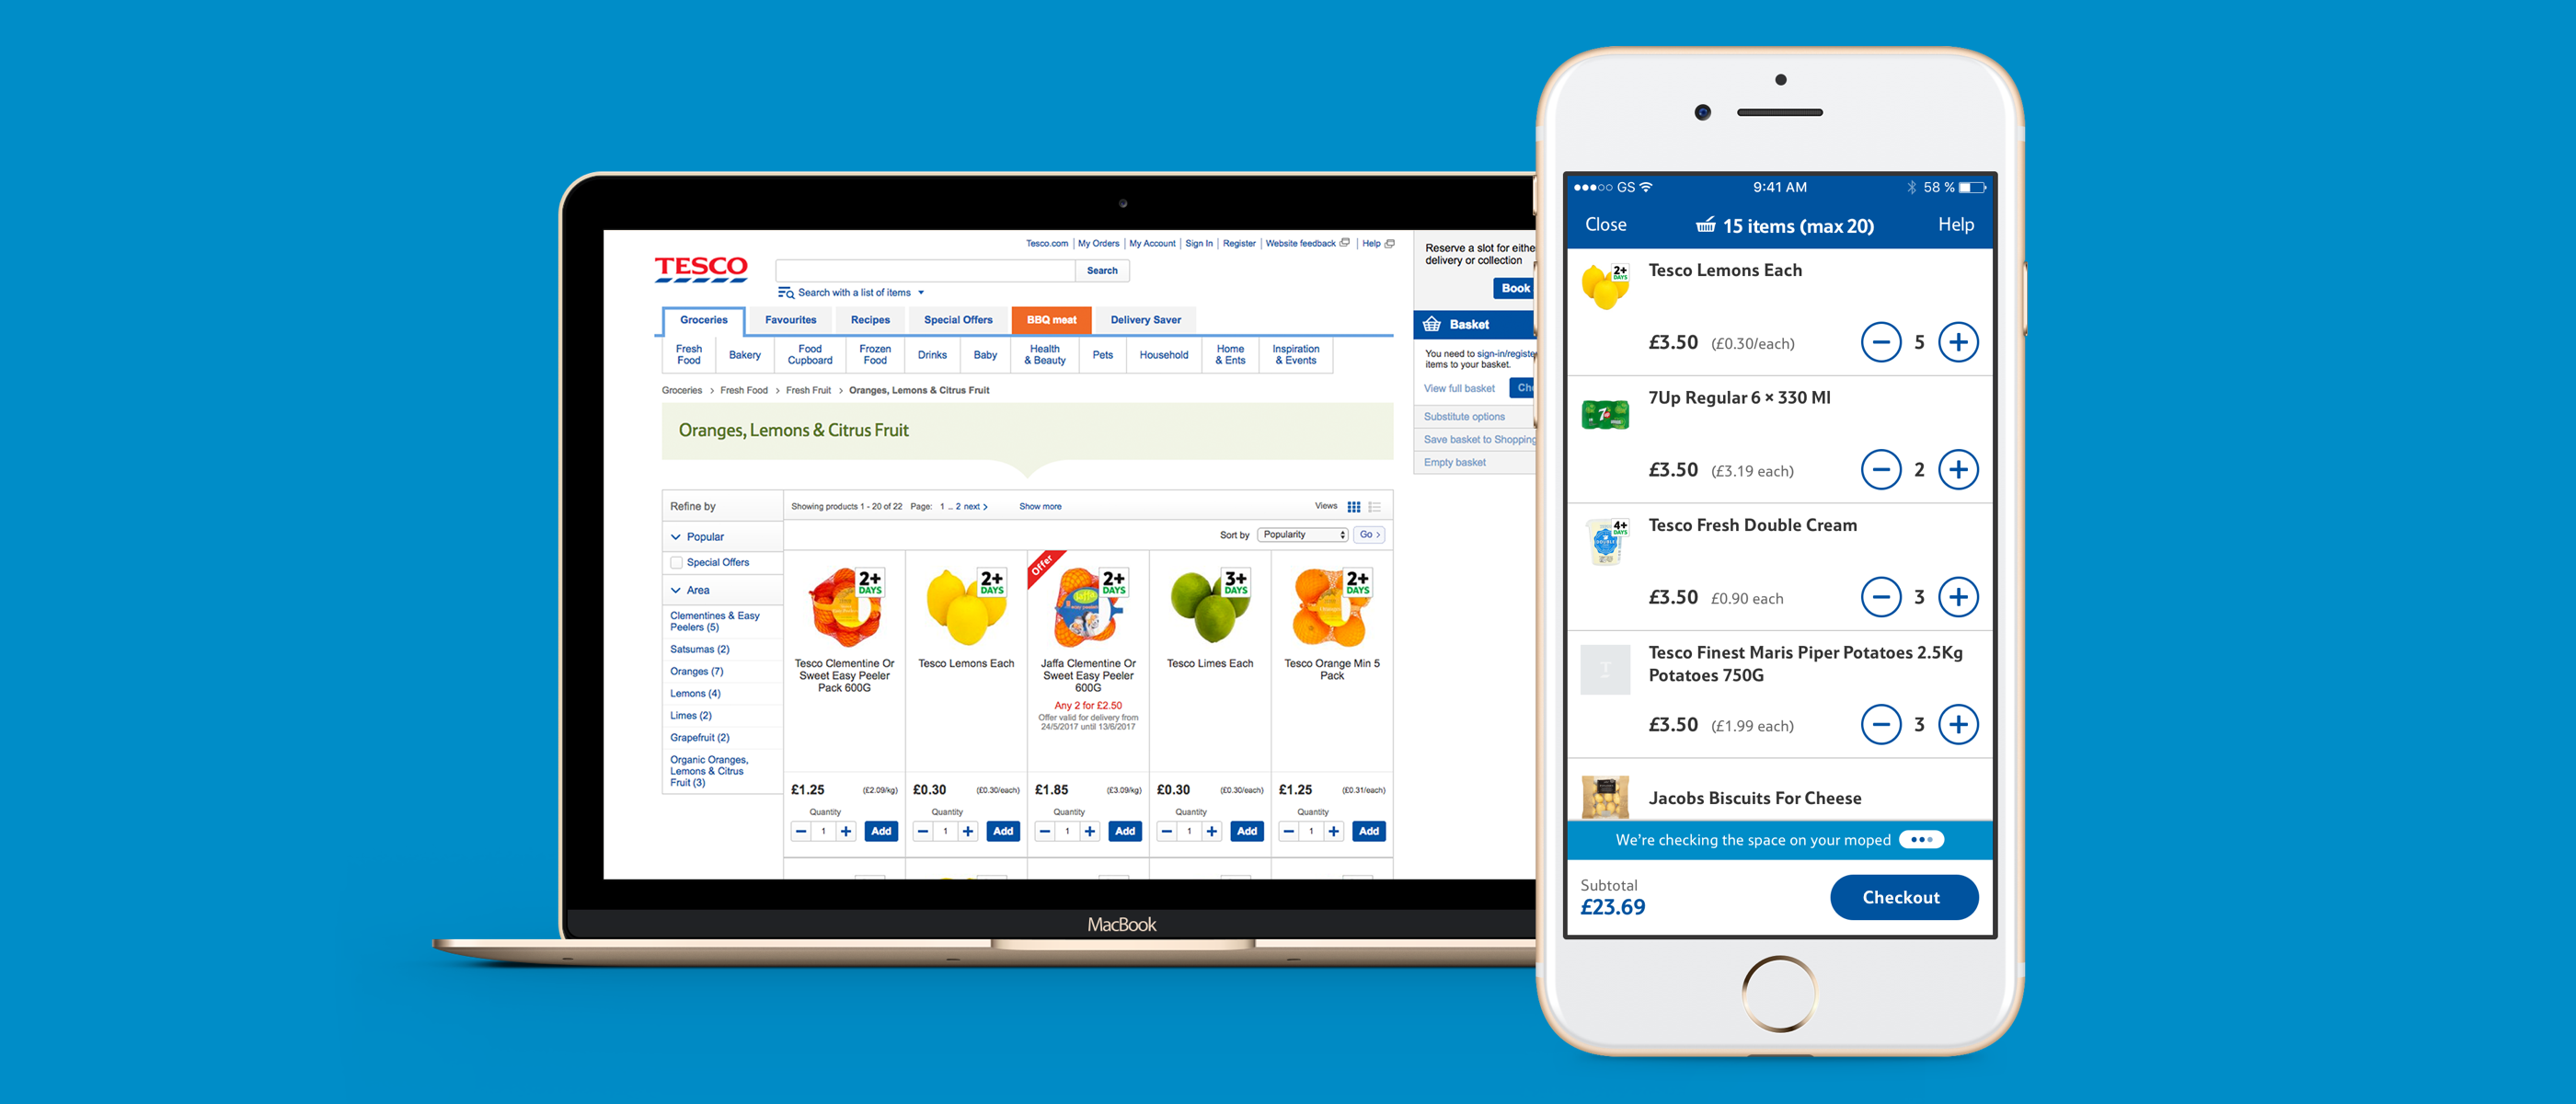 Tesco.com | My Orders | My Account | Sign In | Register | Website feedback | Help
TESCO
Search
Search with a list of items
Groceries
Favourites
Recipes
Special Offers
BBQ meat
Delivery Saver
Fresh
Food
Bakery
Food
Cupboard
Frozen
Food
Drinks
Baby
Health
& Beauty
Pets
Household
Home
& Ents
Inspiration
& Events
Groceries > Fresh Food > Fresh Fruit > Oranges, Lemons & Citrus Fruit
Oranges, Lemons & Citrus Fruit
Refine by
Popular
Special Offers
Area
Clementines & Easy
Peelers (5)
Satsumas (2)
Oranges (7)
Lemons (4)
Limes (2)
Grapefruit (2)
Organic Oranges,
Lemons & Citrus
Fruit (3)
Showing products 1 - 20 of 22 Page: 1 .. 2 next > Show more
Views
Sort by
Popularity
Go >
2+
DAYS
Tesco Clementine Or
Sweet Easy Peeler
Pack 600G
£1.25 (£2.09/kg)
Quantity
1
Add
2+
DAYS
Tesco Lemons Each
£0.30 (£0.30/each)
Quantity
1
Add
Offer
Jaffa
2+
DAYS
Jaffa Clementine Or
Sweet Easy Peeler
600G
Any 2 for £2.50
Offer valid for delivery from
24/5/2017 until 13/6/2017
£1.85 (£3.09/kg)
Quantity
1
Add
3+
DAYS
Tesco Limes Each
£0.30 (£0.30/each)
Quantity
1
Add
2+
DAYS
Tesco Orange Min 5
Pack
£1.25 (£0.31/each)
Quantity
1
Add
Reserve a slot for eithe
delivery or collection
Book
Basket
You need to sign-in/registe
items to your basket.
View full basket
Ch
Substitute options
Save basket to Shopping
Empty basket
MacBook
GS
9:41 AM
58 %
Close
15 items (max 20)
Help
2+
DAYS
Tesco Lemons Each
£3.50 (£0.30/each)
5
7Up Regular 6 × 330 Ml
£3.50 (£3.19 each)
2
4+
DAYS
Tesco Fresh Double Cream
£3.50 £0.90 each
3
Tesco Finest Maris Piper Potatoes 2.5Kg
Potatoes 750G
£3.50 (£1.99 each)
3
Jacobs Biscuits For Cheese
We're checking the space on your moped
Subtotal
£23.69
Checkout